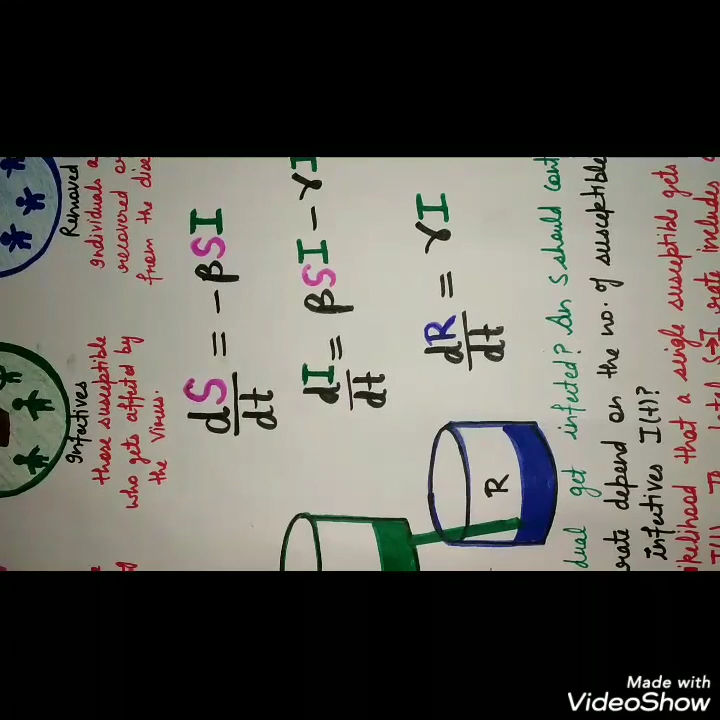 Removed
individuals
recovered
from the
Infectives
those susceptible
who gets affected by
the virus.
dS/dt = -βSI
dI/dt = βSI - γI
dR/dt = γI
R
dual get infected? An S should
rate depend on the no. of susceptible
infectives I(t)?
that a single susceptible gets
S→I rate includes
Made with
VideoShow